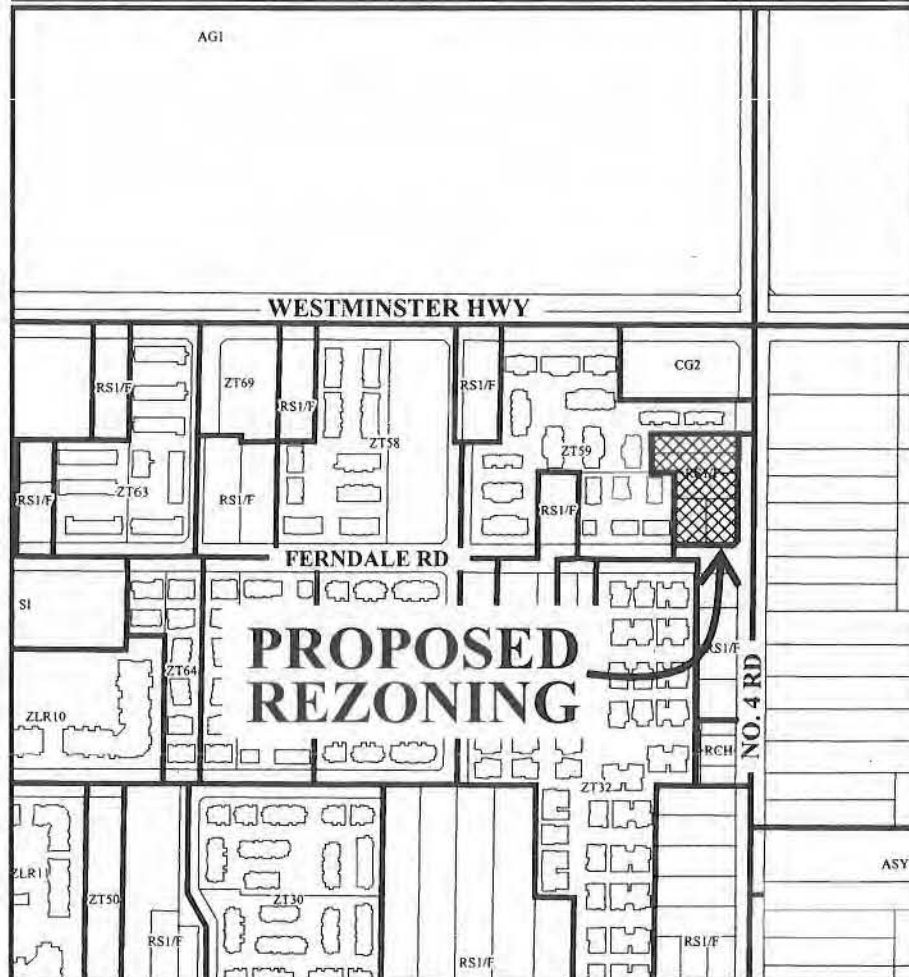 AG1
WESTMINSTER HWY
CG2
RS1/F
ZT69
RS1/F
RS1/F
ZT58
ZT59
RS1/F
ZT63
RS1/F
RS1/F
FERNDALE RD
S1
PROPOSED
REZONING
RS1/F
ZT64
NO. 4 RD
ZLR10
RCH
ZT32
ZLR11
ZT50
ZT30
ASY
RS1/F
RS1/F
RS1/F